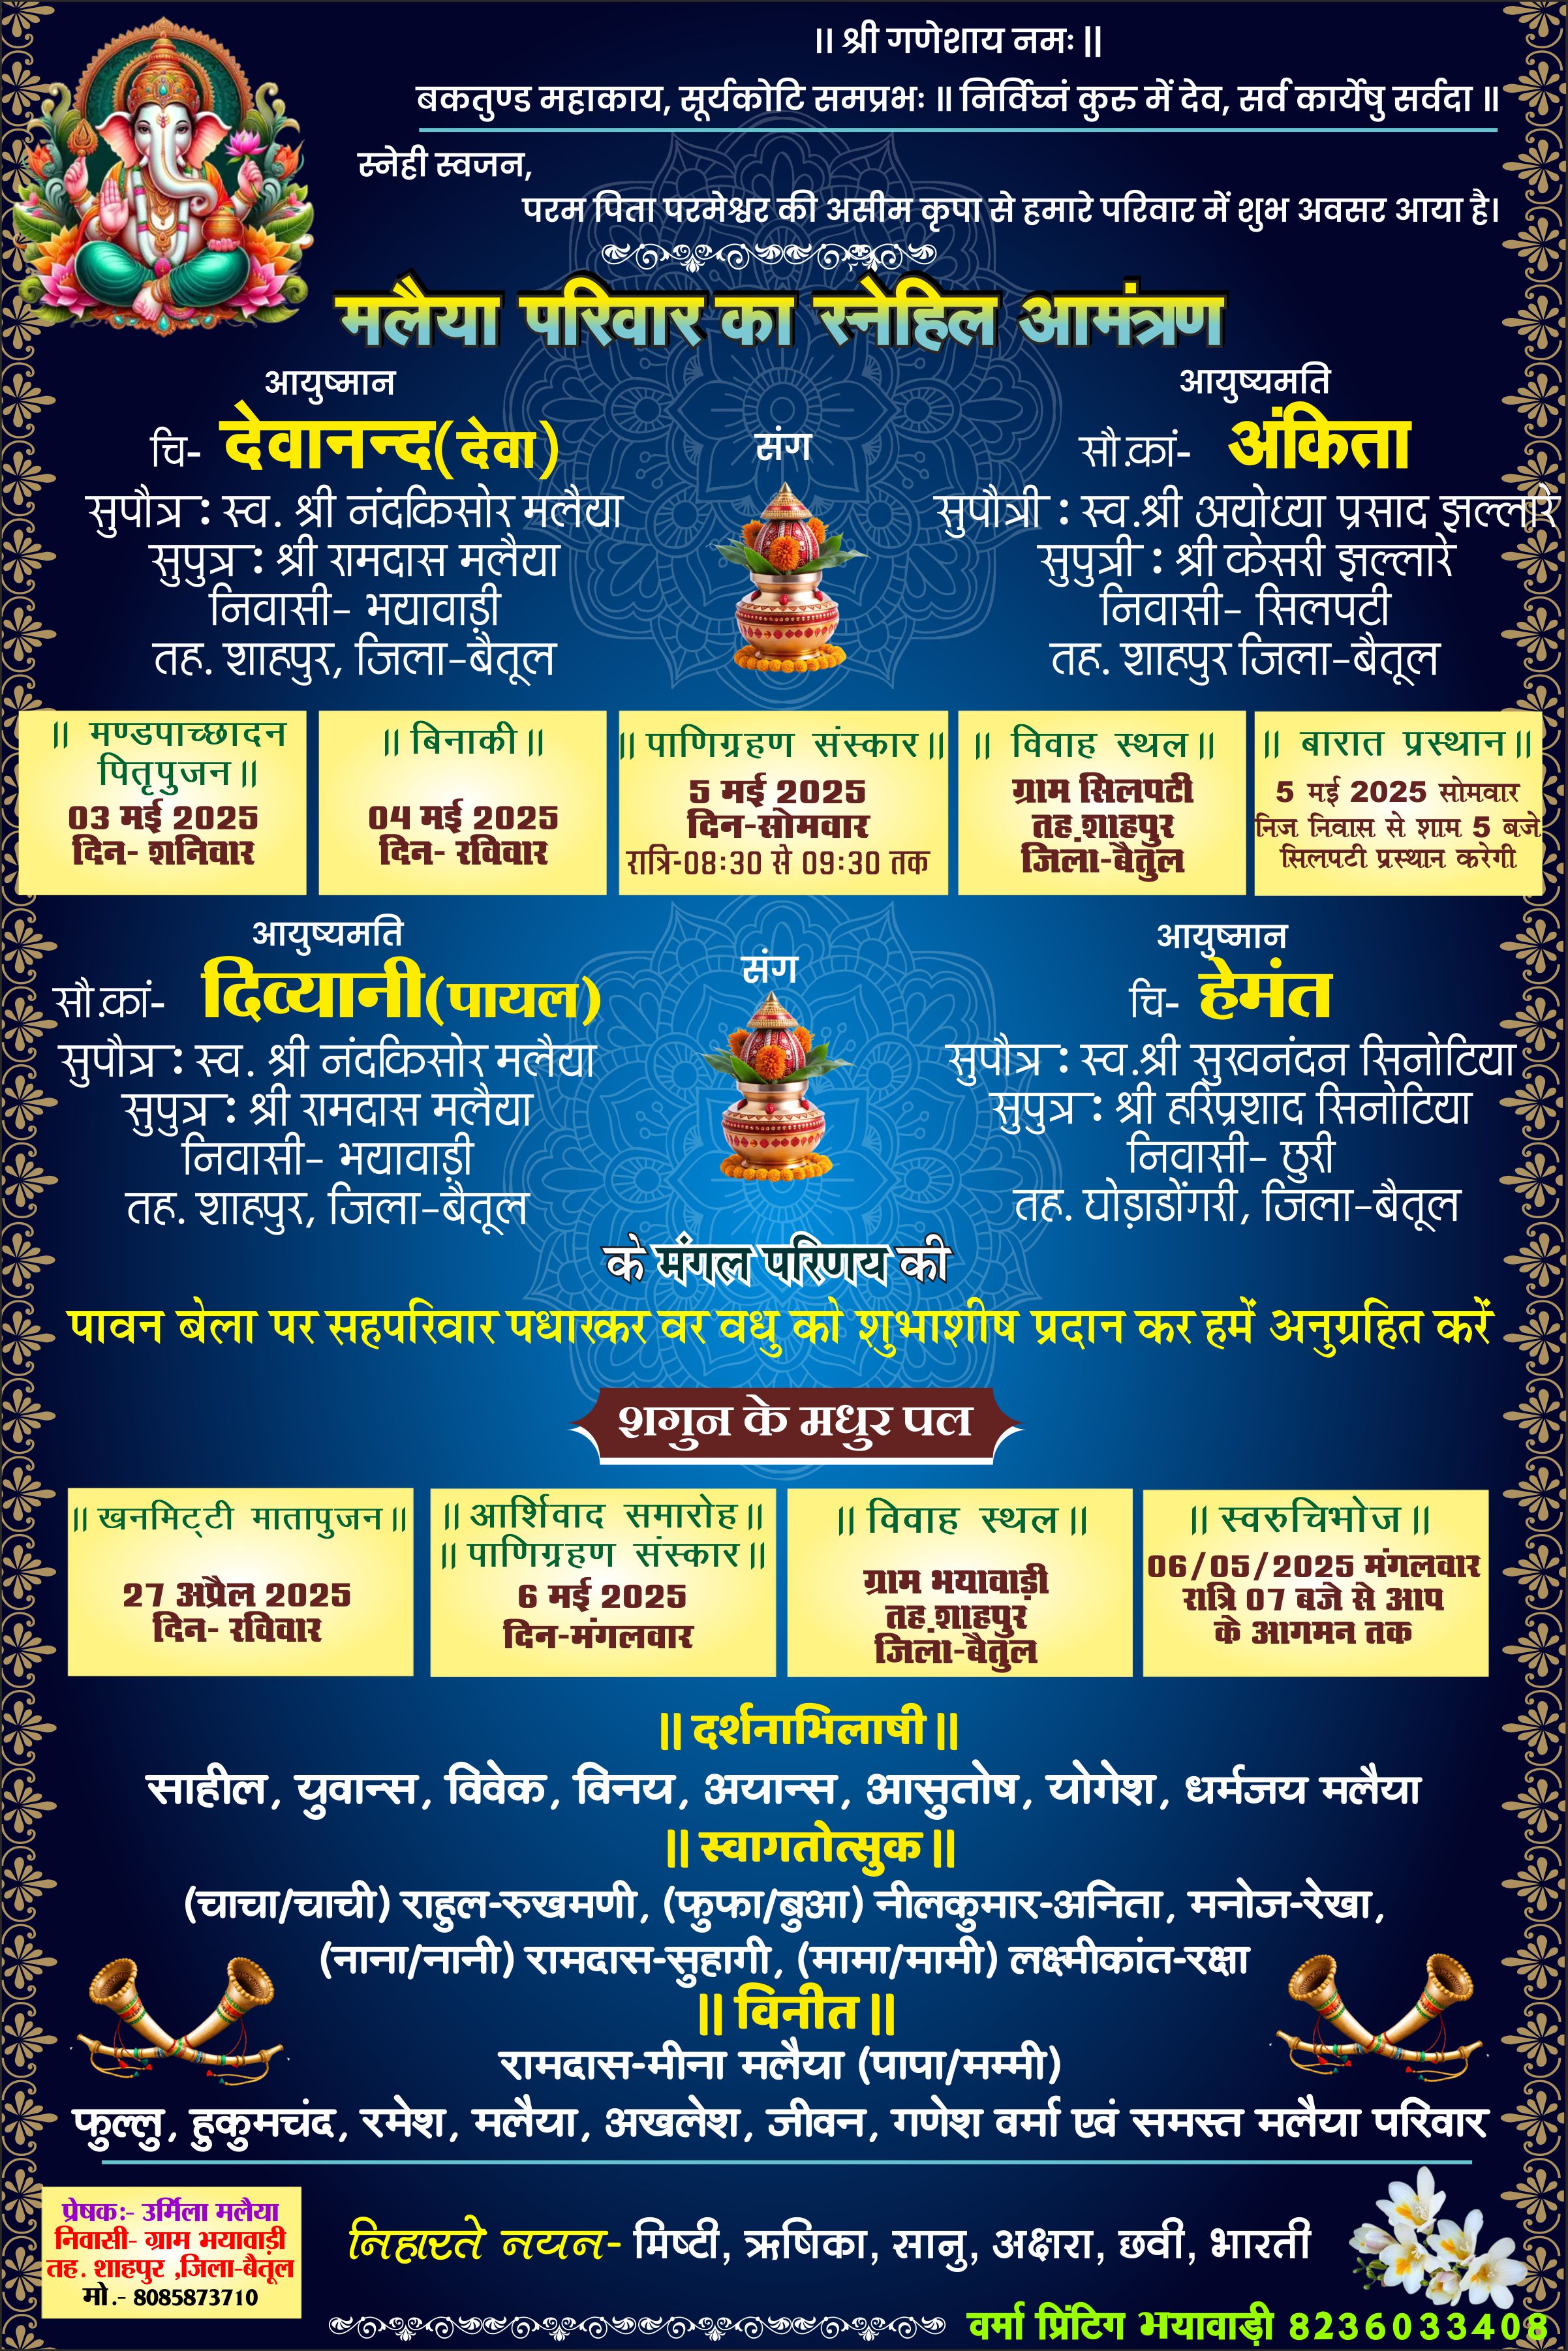 ॥ श्री गणेशाय नमः ||
बकतुण्ड महाकाय, सूर्यकोटि समप्रभः ॥ निर्विघ्नं कुरु में देव, सर्व कार्येषु सर्वदा ॥
स्नेही स्वजन,
परम पिता परमेश्वर की असीम कृपा से हमारे परिवार में शुभ अवसर आया है।
मलैया परिवार का स्नेहिल आमंत्रण
आयुष्मान
चि- देवानन्द(देवा)
सुपौत्र : स्व. श्री नंदकिसोर मलैया
सुपुत्र : श्री रामदास मलैया
निवासी- भयावाड़ी
तह. शाहपुर, जिला-बैतूल
संग
आयुष्यमति
सौ.कां- अंकिता
सुपौत्री : स्व.श्री अयोध्या प्रसाद झल्लारे
सुपुत्री : श्री केसरी झल्लारे
निवासी- सिलपटी
तह. शाहपुर जिला-बैतूल
॥ मण्डपाच्छादन
पितृपुजन॥
03 मई 2025
दिन- शनिवार
॥ बिनाकी॥
04 मई 2025
दिन- रविवार
॥ पाणिग्रहण संस्कार॥
5 मई 2025
दिन-सोमवार
रात्रि-08:30 से 09:30 तक
॥ विवाह स्थल॥
ग्राम सिलपटी
तह.शाहपुर
जिला-बैतुल
॥ बारात प्रस्थान॥
5 मई 2025 सोमवार
निज निवास से शाम 5 बजे
सिलपटी प्रस्थान करेगी
आयुष्यमति
सौ.कां- दिव्यानी(पायल)
सुपौत्र : स्व. श्री नंदकिसोर मलैया
सुपुत्र : श्री रामदास मलैया
निवासी- भयावाड़ी
तह. शाहपुर, जिला-बैतूल
संग
आयुष्मान
चि- हेमंत
सुपौत्र : स्व.श्री सुखनंदन सिनोटिया
सुपुत्र : श्री हरिप्रशाद सिनोटिया
निवासी- छुरी
तह. घोड़ाडोंगरी, जिला-बैतूल
के मंगल परिणय की
पावन बेला पर सहपरिवार पधारकर वर वधु को शुभाशीष प्रदान कर हमें अनुग्रहित करें
शगुन के मधुर पल
॥ खनमिट्टी मातापुजन॥
27 अप्रैल 2025
दिन- रविवार
॥ आर्शिवाद समारोह॥
॥ पाणिग्रहण संस्कार॥
6 मई 2025
दिन-मंगलवार
॥ विवाह स्थल॥
ग्राम भयावाड़ी
तह.शाहपुर
जिला-बैतुल
॥ स्वरुचिभोज॥
06/05/2025 मंगलवार
रात्रि 07 बजे से आप
के आगमन तक
॥ दर्शनाभिलाषी॥
साहील, युवान्स, विवेक, विनय, अयान्स, आसुतोष, योगेश, धर्मजय मलैया
॥ स्वागतोत्सुक॥
(चाचा/चाची) राहुल-रुखमणी, (फुफा/बुआ) नीलकुमार-अनिता, मनोज-रेखा,
(नाना/नानी) रामदास-सुहागी, (मामा/मामी) लक्ष्मीकांत-रक्षा
॥ विनीत॥
रामदास-मीना मलैया (पापा/मम्मी)
फुल्लु, हुकुमचंद, रमेश, मलैया, अखलेश, जीवन, गणेश वर्मा एवं समस्त मलैया परिवार
प्रेषकः- उर्मिला मलैया
निवासी- ग्राम भयावाड़ी
तह. शाहपुर ,जिला-बैतूल
मो.- 8085873710
निहारते नयन- मिष्टी, ऋषिका, सानु, अक्षरा, छवी, भारती
वर्मा प्रिंटिग भयावाड़ी 8236033408